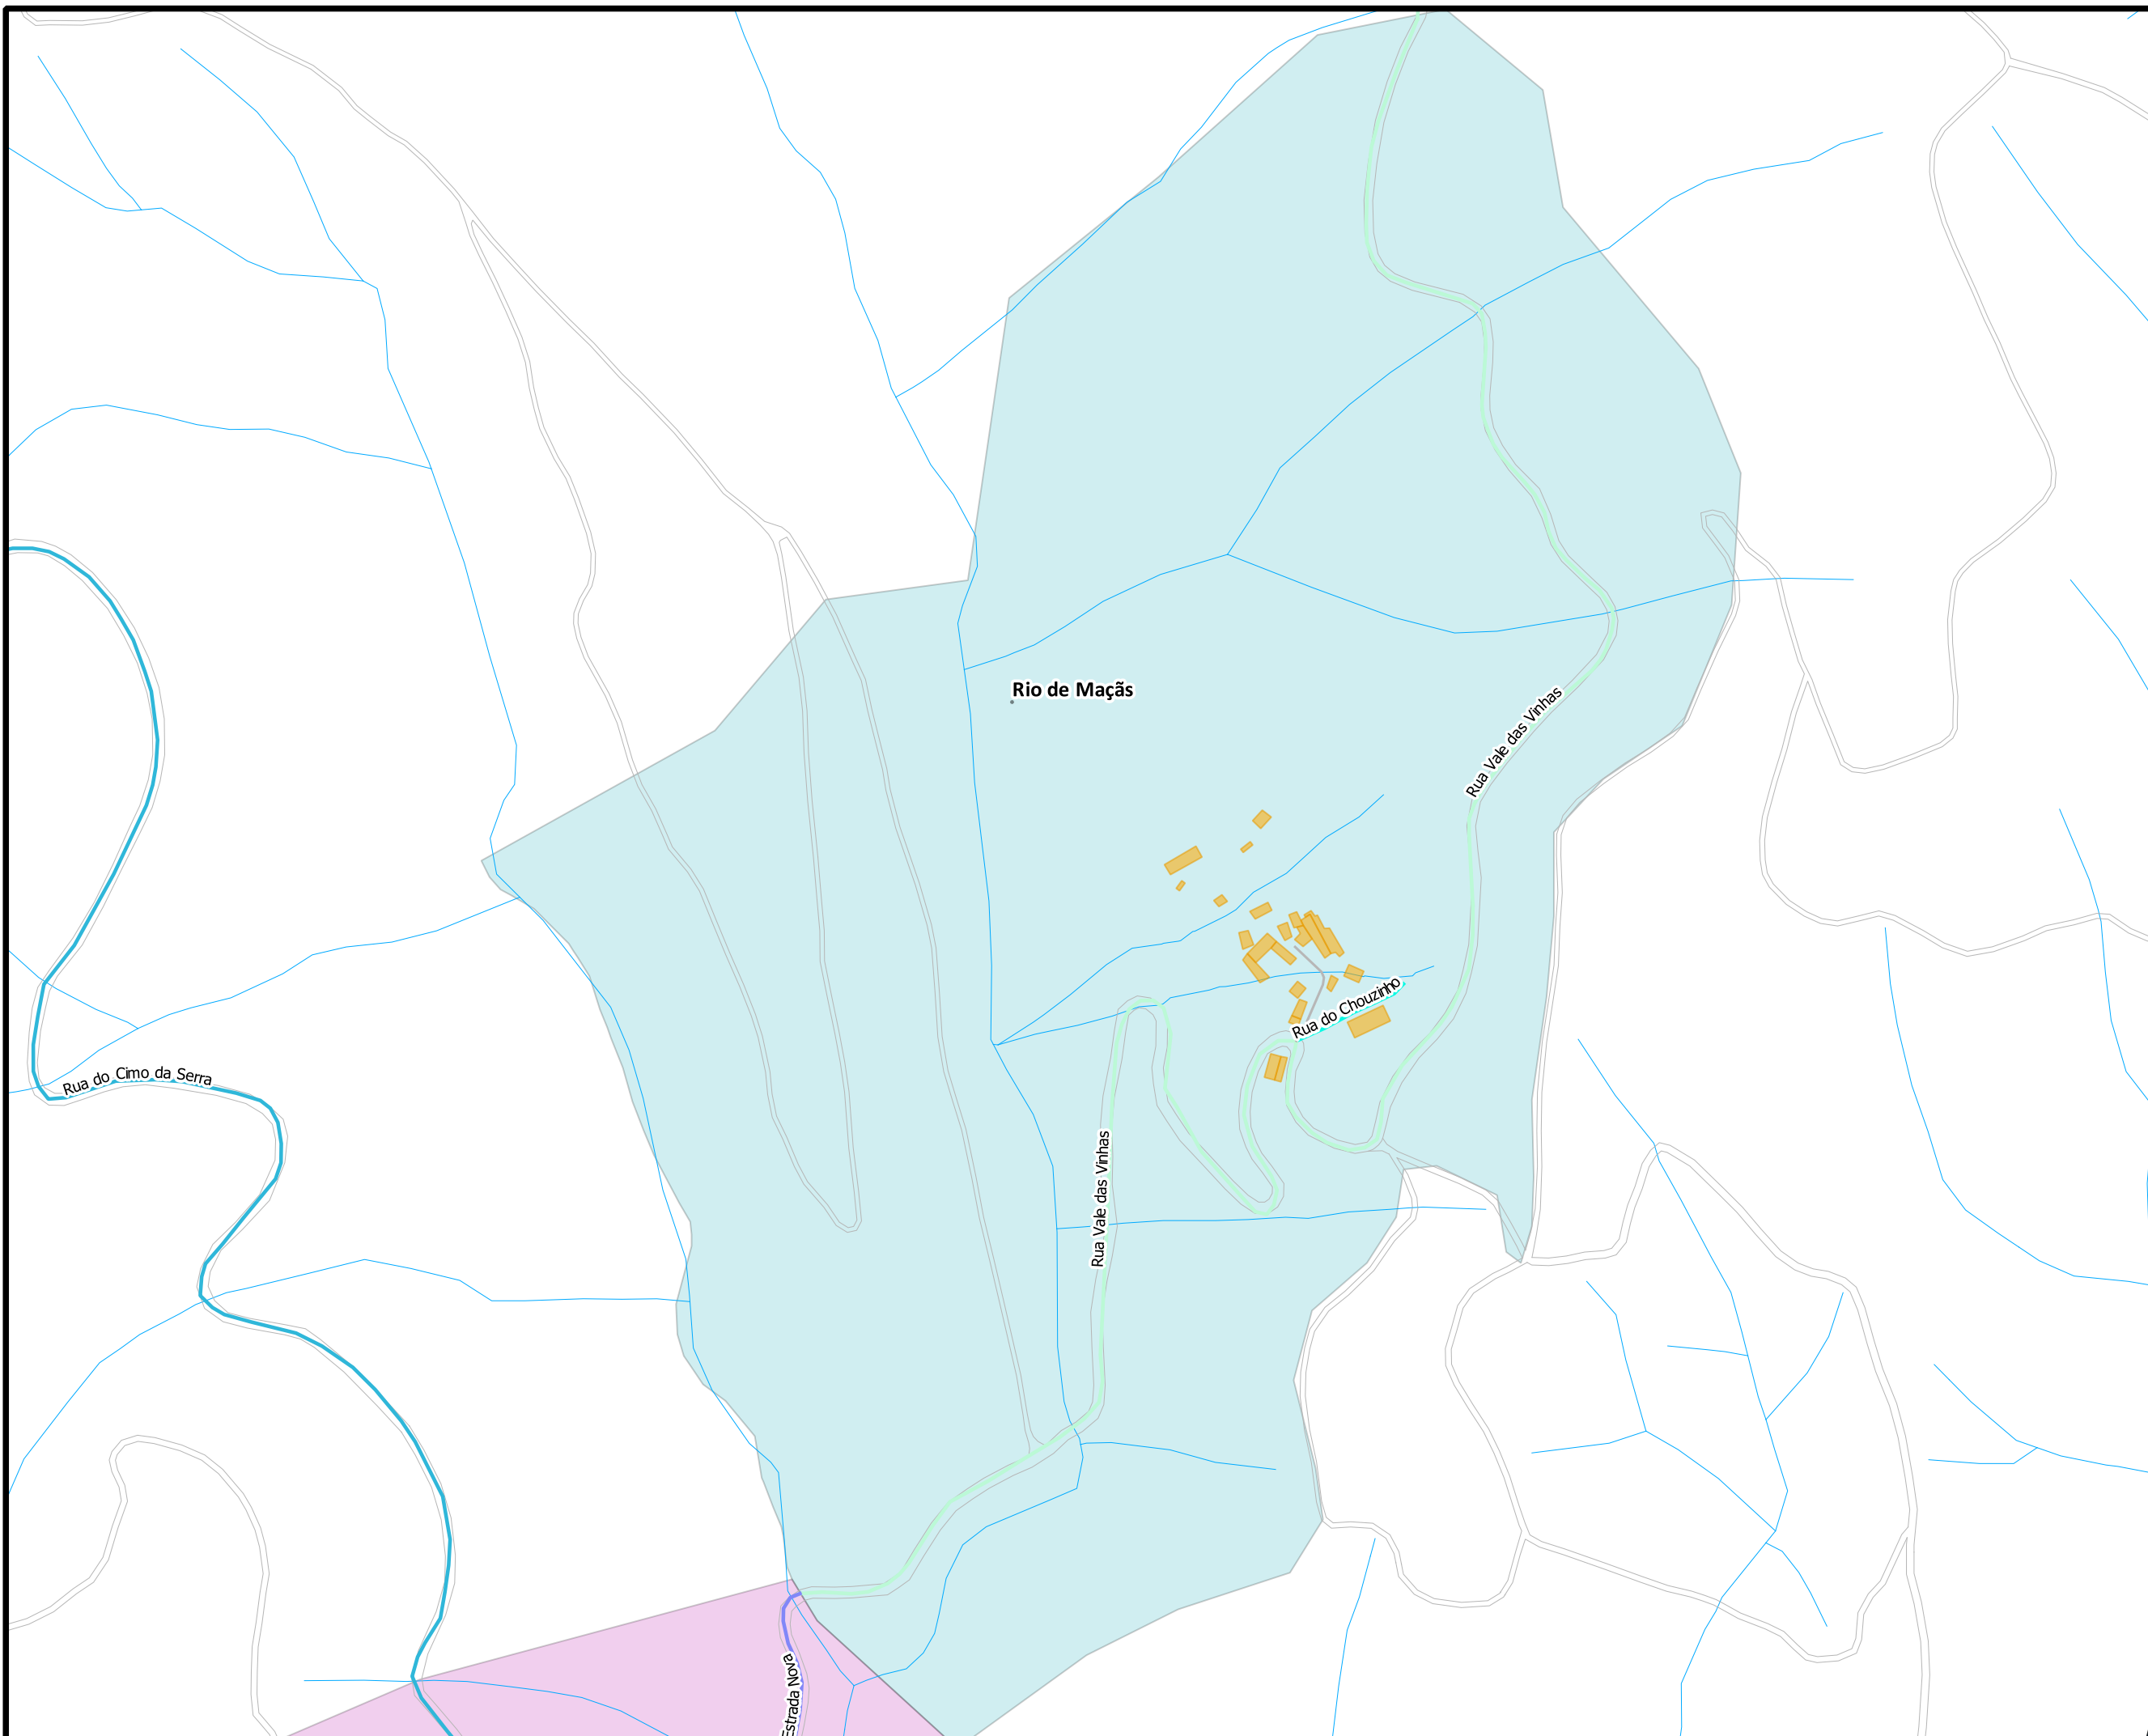 Rio de Maçãs
Rua Vale das Vinhas
Rua do Chouzinho
Rua do Cimo da Serra
Rua Vale das Vinhas
Estrada Nova